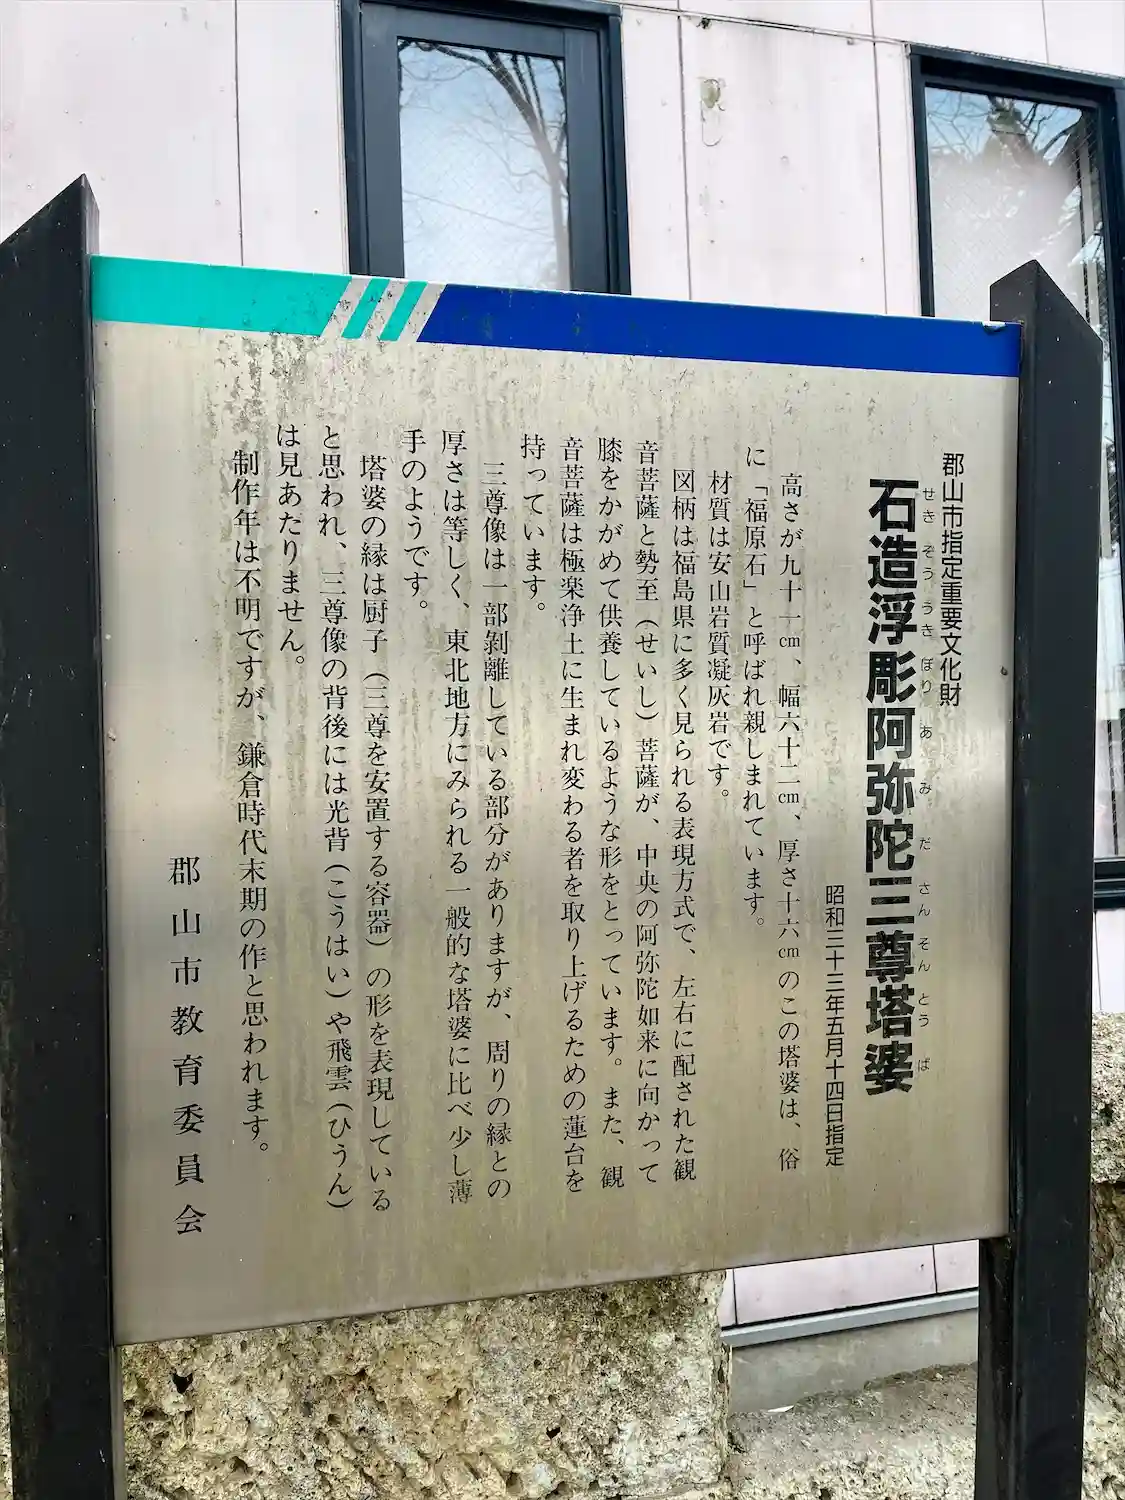 郡山市指定重要文化財
石造浮彫阿弥陀三尊塔婆
せきぞううきぼりあみださんそんとうば
昭和三十三年五月十四日指定
高さが九十一㎝、幅六十二㎝、厚さ十六㎝のこの塔婆は、俗
に「福原石」と呼ばれ親しまれています。
材質は安山岩質凝灰岩です。
図柄は福島県に多く見られる表現方式で、左右に配された観
音菩薩と勢至（せいし）菩薩が、中央の阿弥陀如来に向かって
膝をかがめて供養しているような形をとっています。また、観
音菩薩は極楽浄土に生まれ変わる者を取り上げるための蓮台を
持っています。
三尊像は一部剝離している部分がありますが、周りの縁との
厚さは等しく、東北地方にみられる一般的な塔婆に比べ少し薄
手のようです。
塔婆の縁は厨子（三尊を安置する容器）の形を表現している
と思われ、三尊像の背後には光背（こうはい）や飛雲（ひうん）
は見あたりません。
制作年は不明ですが、鎌倉時代末期の作と思われます。
郡山市教育委員会